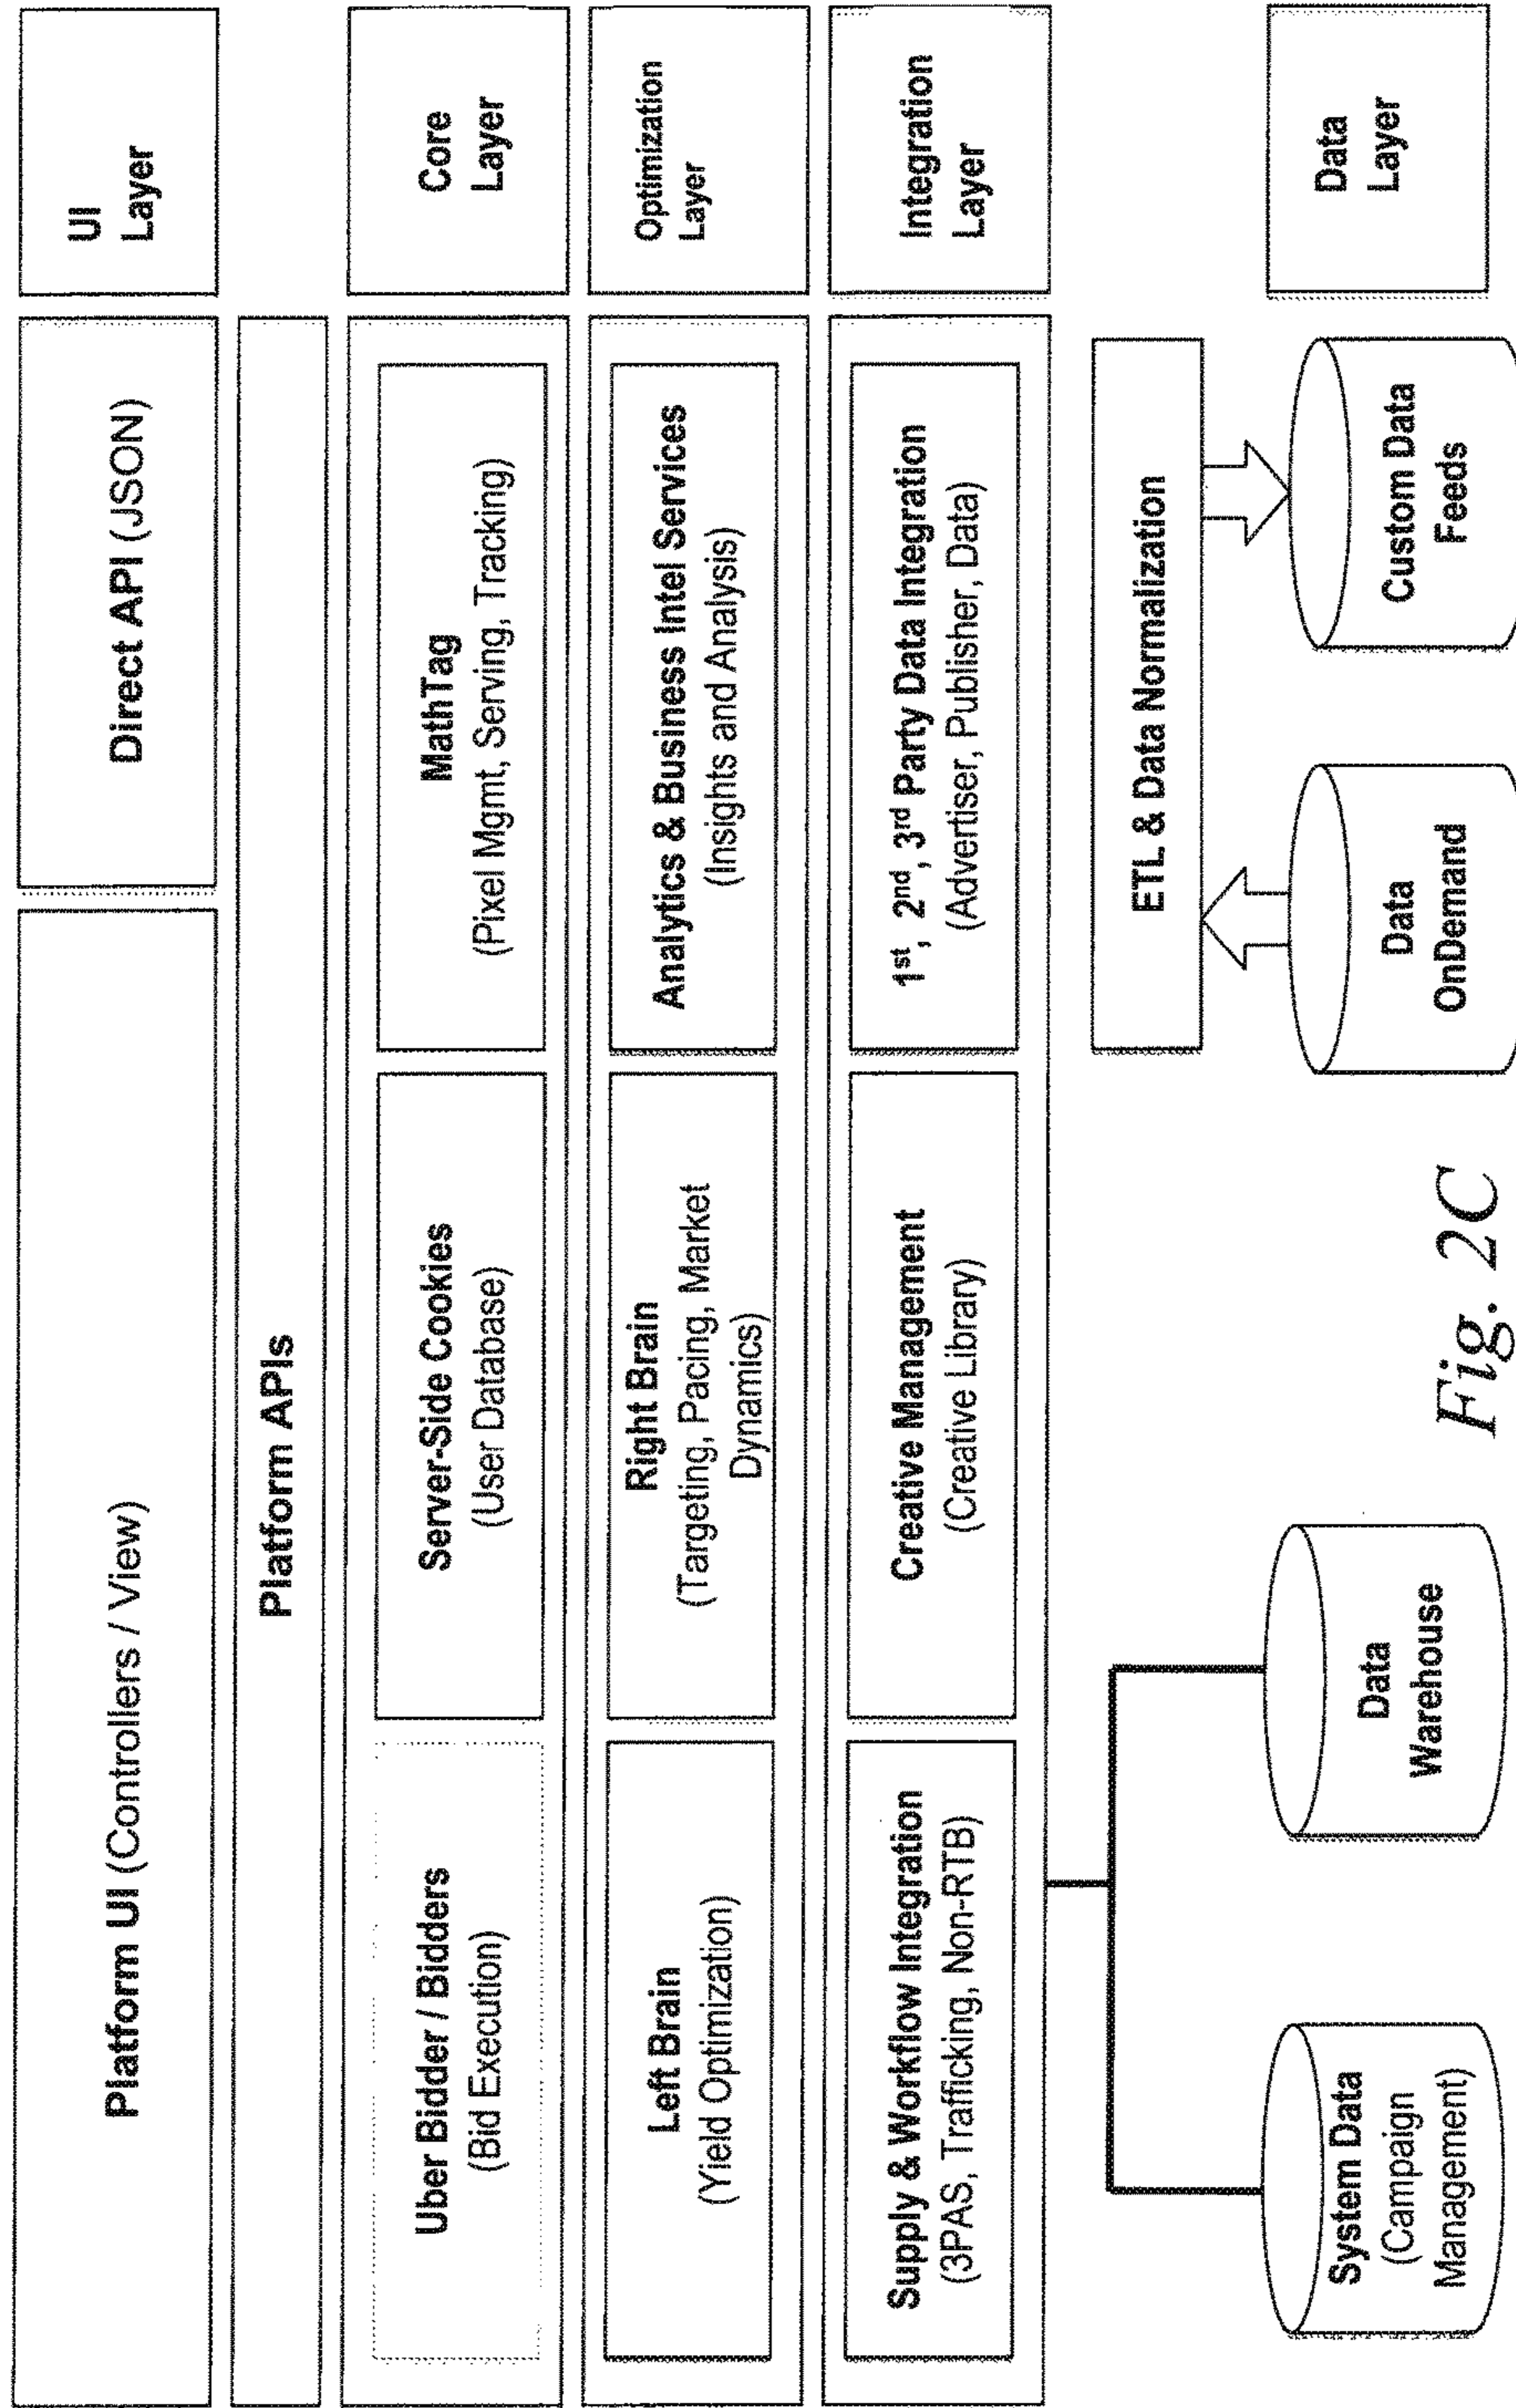 Platform UI (Controllers / View)
Direct API (JSON)
UI
Layer
Platform APIs
Uber Bidder / Bidders
(Bid Execution)
Server-Side Cookies
(User Database)
MathTag
(Pixel Mgmt, Serving, Tracking)
Core
Layer
Left Brain
(Yield Optimization)
Right Brain
(Targeting, Pacing, Market
Dynamics)
Analytics & Business Intel Services
(Insights and Analysis)
Optimization
Layer
Supply & Workflow Integration
(3PAS, Trafficking, Non-RTB)
Creative Management
(Creative Library)
1st, 2nd, 3rd Party Data Integration
(Advertiser, Publisher, Data)
Integration
Layer
ETL & Data Normalization
System Data
(Campaign
Management)
Data
Warehouse
Data
OnDemand
Custom Data
Feeds
Data
Layer
Fig. 2C